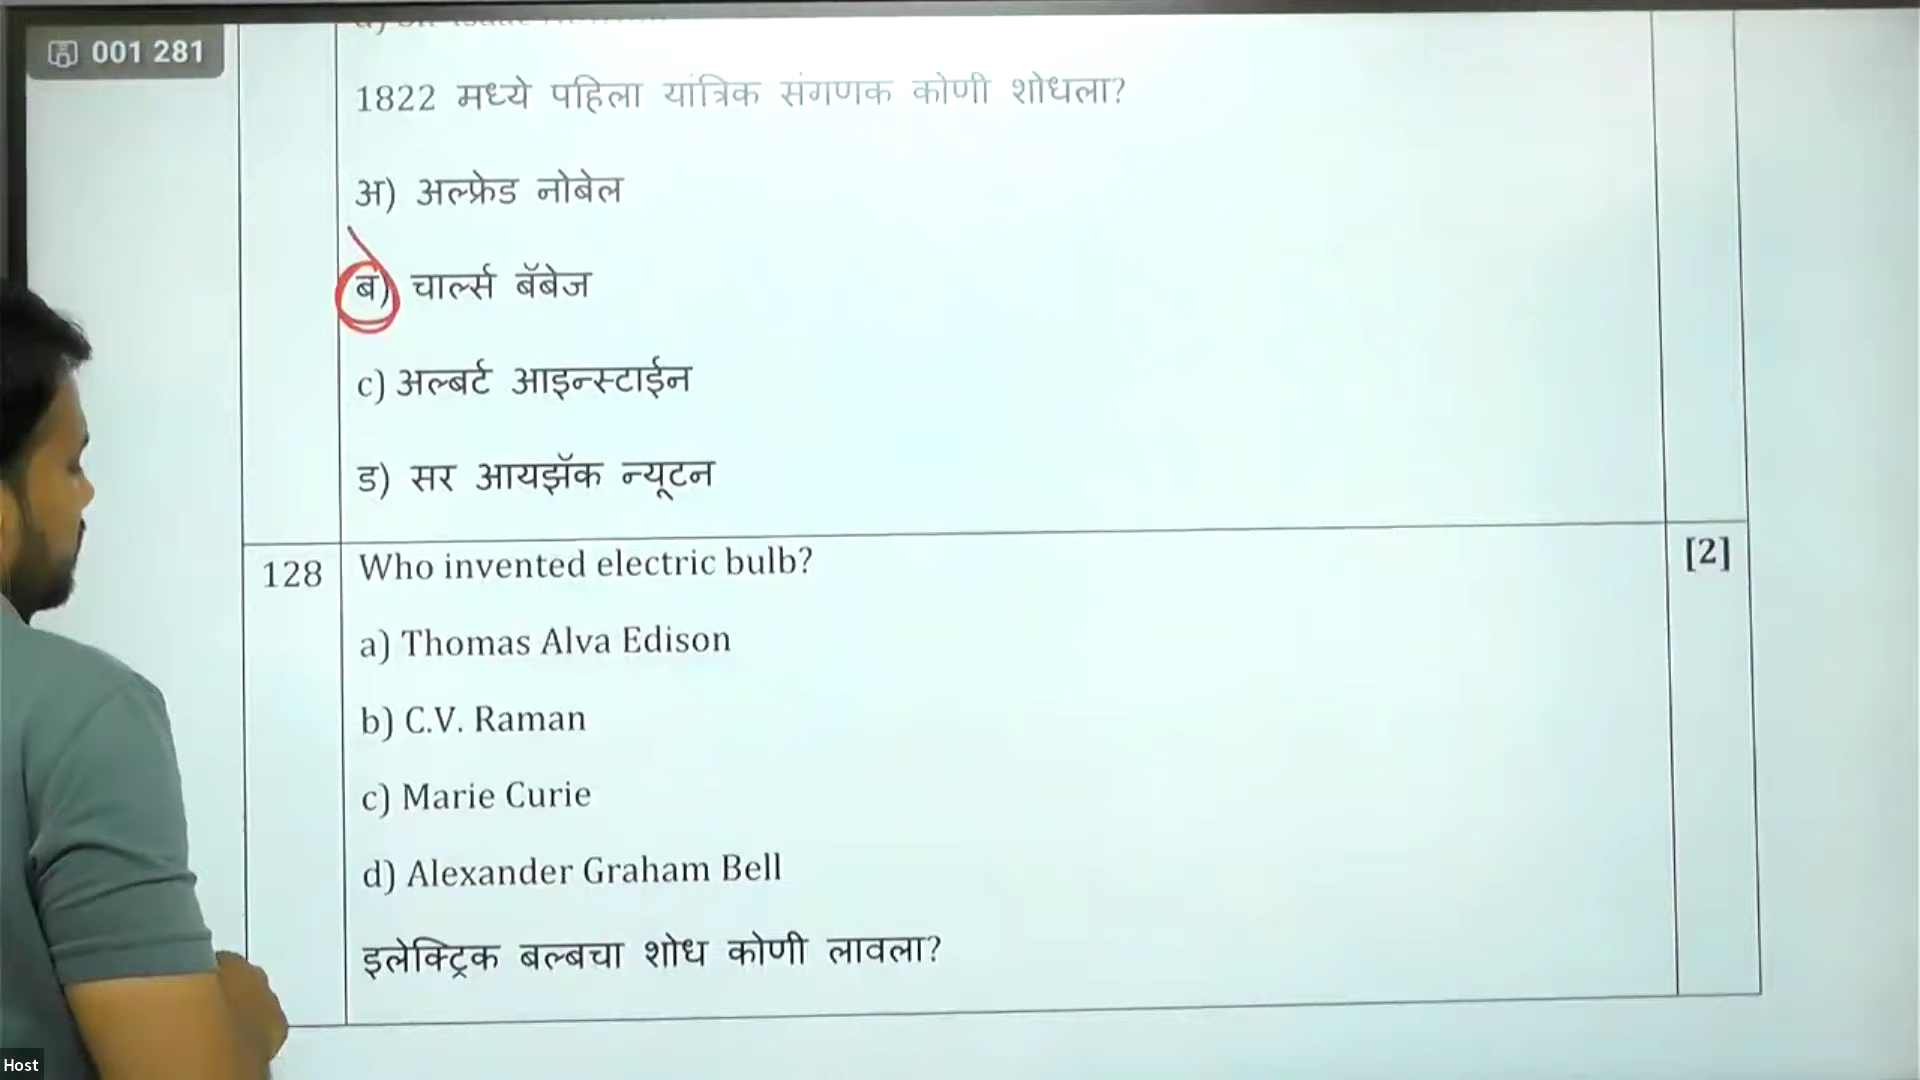 001 281
1822 मध्ये पहिला यांत्रिक संगणक कोणी शोधला?
अ) अल्फ्रेड नोबेल
ब) चार्ल्स बॅबेज
c) अल्बर्ट आइन्स्टाईन
ड) सर आयझॅक न्यूटन
128 Who invented electric bulb? [2]
a) Thomas Alva Edison
b) C.V. Raman
c) Marie Curie
d) Alexander Graham Bell
इलेक्ट्रिक बल्बचा शोध कोणी लावला?
Host